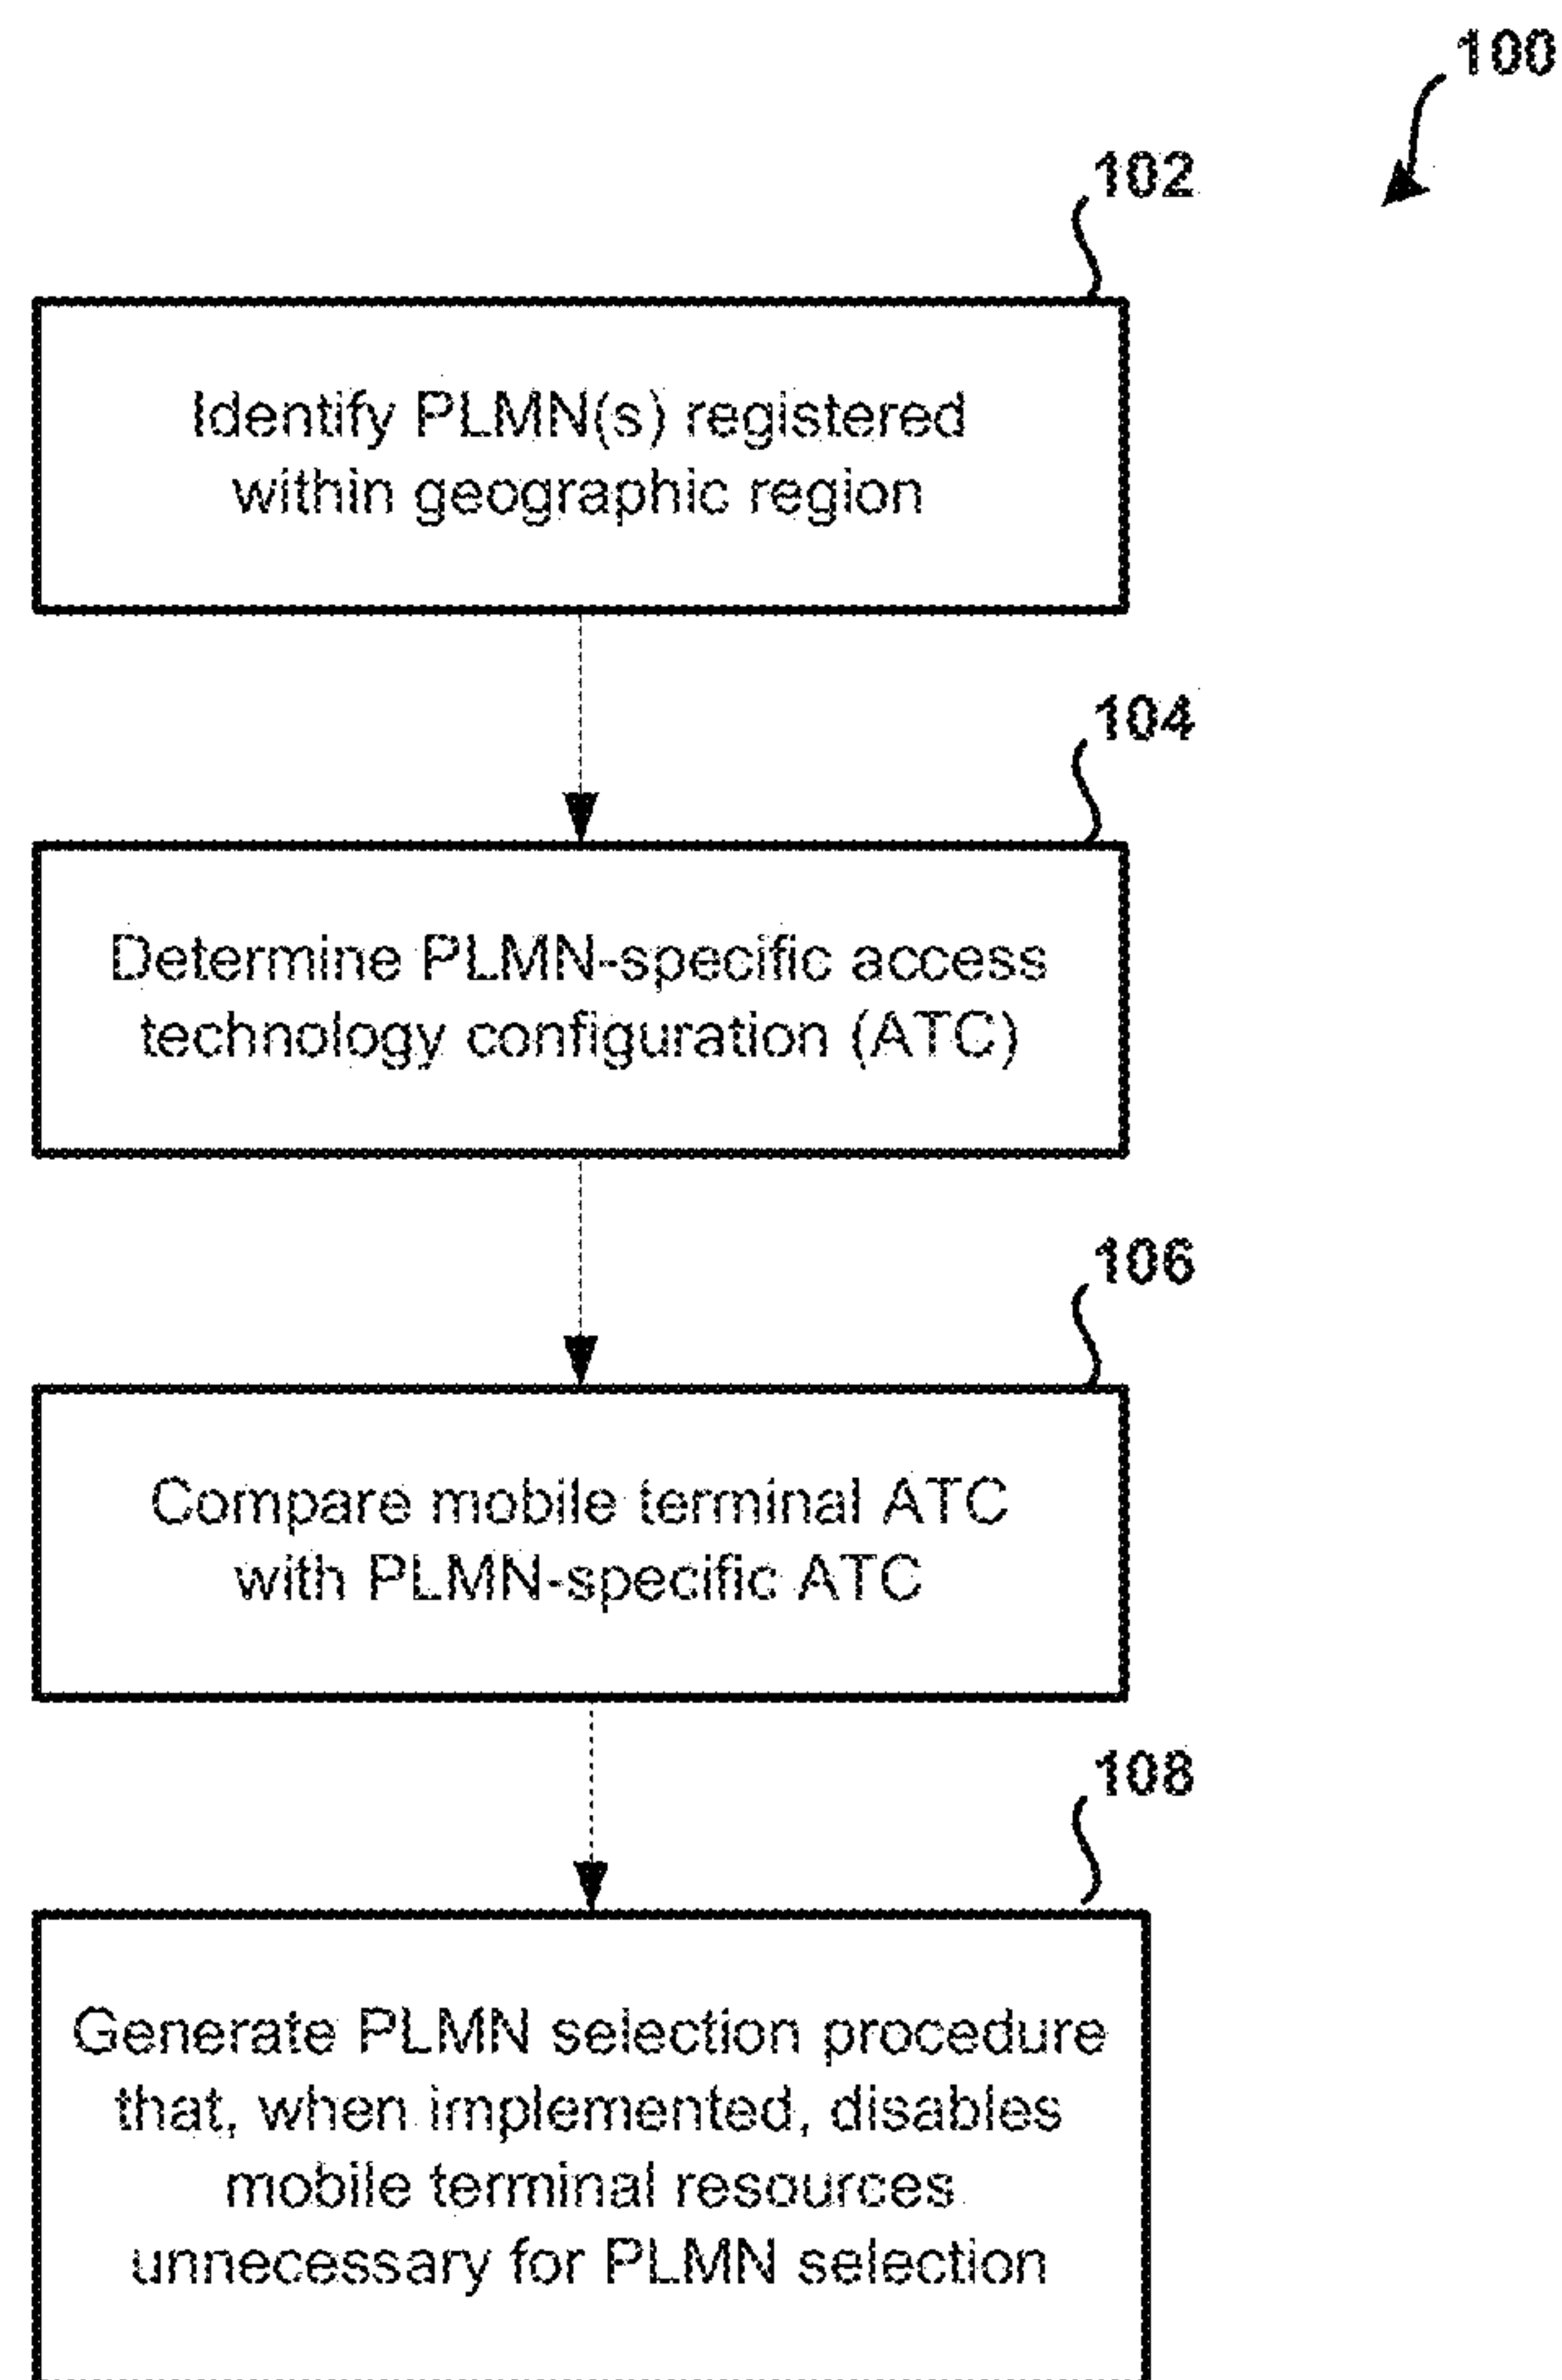 100
102
Identify PLMN(s) registered
within geographic region
104
Determine PLMN-specific access
technology configuration (ATC)
106
Compare mobile terminal ATC
with PLMN-specific ATC
108
Generate PLMN selection procedure
that, when implemented, disables
mobile terminal resources
unnecessary for PLMN selection